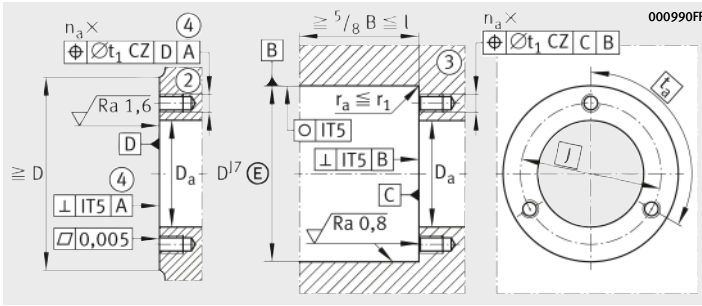 nₐ×
④
⌖ ∅t₁ CZ D A
②
Ra 1,6
D
≧ D
④
⊥ IT5 A
⏥ 0,005
Dₐ
≧ ⁵/₈ B ≦ l
B
③
rₐ ≦ r₁
○ IT5
⊥ IT5 B
D^J7 Ⓔ
C
Dₐ
Ra 0,8
nₐ×
⌖ ∅t₁ CZ C B
tₐ
J
000990FF